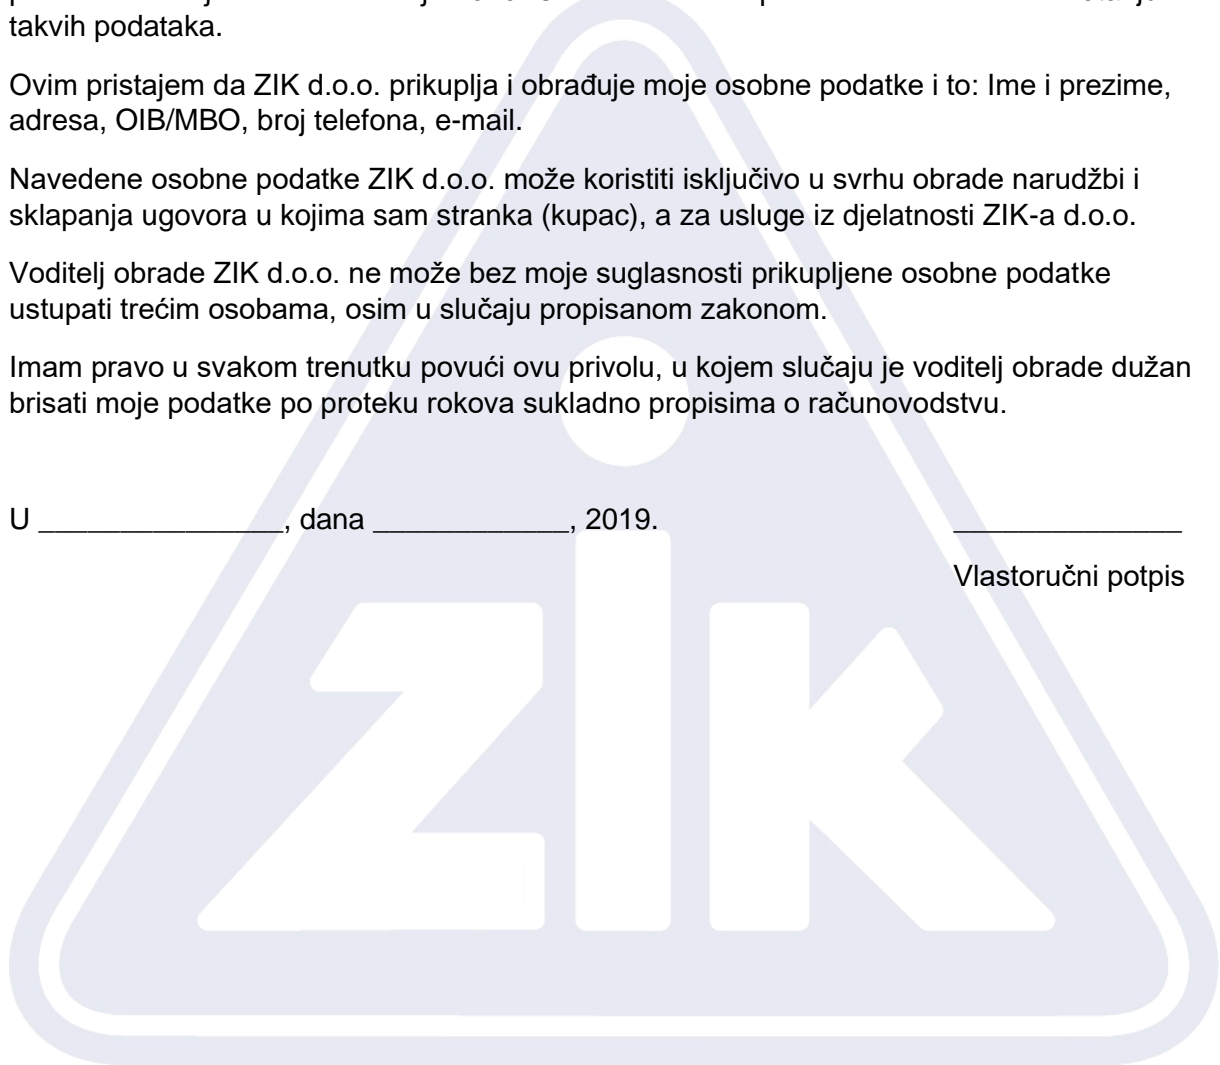 takvih podataka.
Ovim pristajem da ZIK d.o.o. prikuplja i obrađuje moje osobne podatke i to: Ime i prezime,
adresa, OIB/MBO, broj telefona, e-mail.
Navedene osobne podatke ZIK d.o.o. može koristiti isključivo u svrhu obrade narudžbi i
sklapanja ugovora u kojima sam stranka (kupac), a za usluge iz djelatnosti ZIK-a d.o.o.
Voditelj obrade ZIK d.o.o. ne može bez moje suglasnosti prikupljene osobne podatke
ustupati trećim osobama, osim u slučaju propisanom zakonom.
Imam pravo u svakom trenutku povući ovu privolu, u kojem slučaju je voditelj obrade dužan
brisati moje podatke po proteku rokova sukladno propisima o računovodstvu.
U _______________, dana ____________, 2019. ______________
Vlastoručni potpis
ZIK